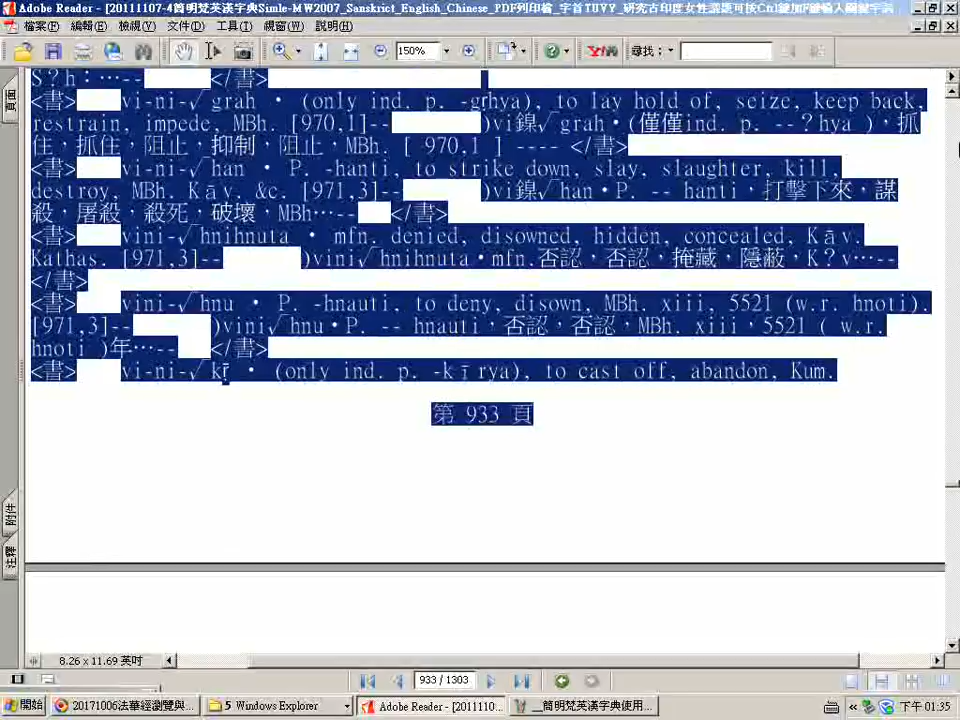 Adobe Reader - [20111107-4簡明梵英漢字典Simle-MW2007_Sanskrict_English_Chinese_PDF列印檔_字首TUVY_研究古印度女性議題可按Ctrl鍵加F鍵輸入關鍵字詞
檔案(F) 編輯(E) 檢視(V) 文件(D) 工具(T) 視窗(W) 說明(H)
150% 尋找：
頁面
S?h：…-- </書>
<書> vi-ni-√ grah • (only ind. p. -gṛhya), to lay hold of, seize, keep back,
restrain, impede, MBh. [970,1]-- )vi鎳√grah•(僅僅ind. p. --？hya )，抓
住，抓住，阻止，抑制，阻止，MBh. [ 970,1 ] ---- </書>
<書> vi-ni-√ han • P. -hanti, to strike down, slay, slaughter, kill,
destroy, MBh. Kāv. &c. [971,3]-- )vi鎳√han•P. -- hanti，打擊下來，謀
殺，屠殺，殺死，破壞，MBh…-- </書>
<書> vini-√ hnihnuta • mfn. denied, disowned, hidden, concealed, Kāv.
Kathas. [971,3]-- )vini√hnihnuta•mfn.否認，否認，掩藏，隱蔽，K？v…--
</書>
<書> vini-√ hnu • P. -hnauti, to deny, disown, MBh. xiii, 5521 (w.r. hnoti).
[971,3]-- )vini√hnu•P. -- hnauti，否認，否認，MBh. xiii，5521 ( w.r.
hnoti )年…-- </書>
<書> vi-ni-√ kṝ • (only ind. p. -kīrya), to cast off, abandon, Kum.
第 933 頁
附件
注釋
8.26 x 11.69 英吋
933 / 1303
開始 20171006法華經瀏覽與... 5 Windows Explorer Adobe Reader - [2011110... __簡明梵英漢字典使用... 下午 01:35